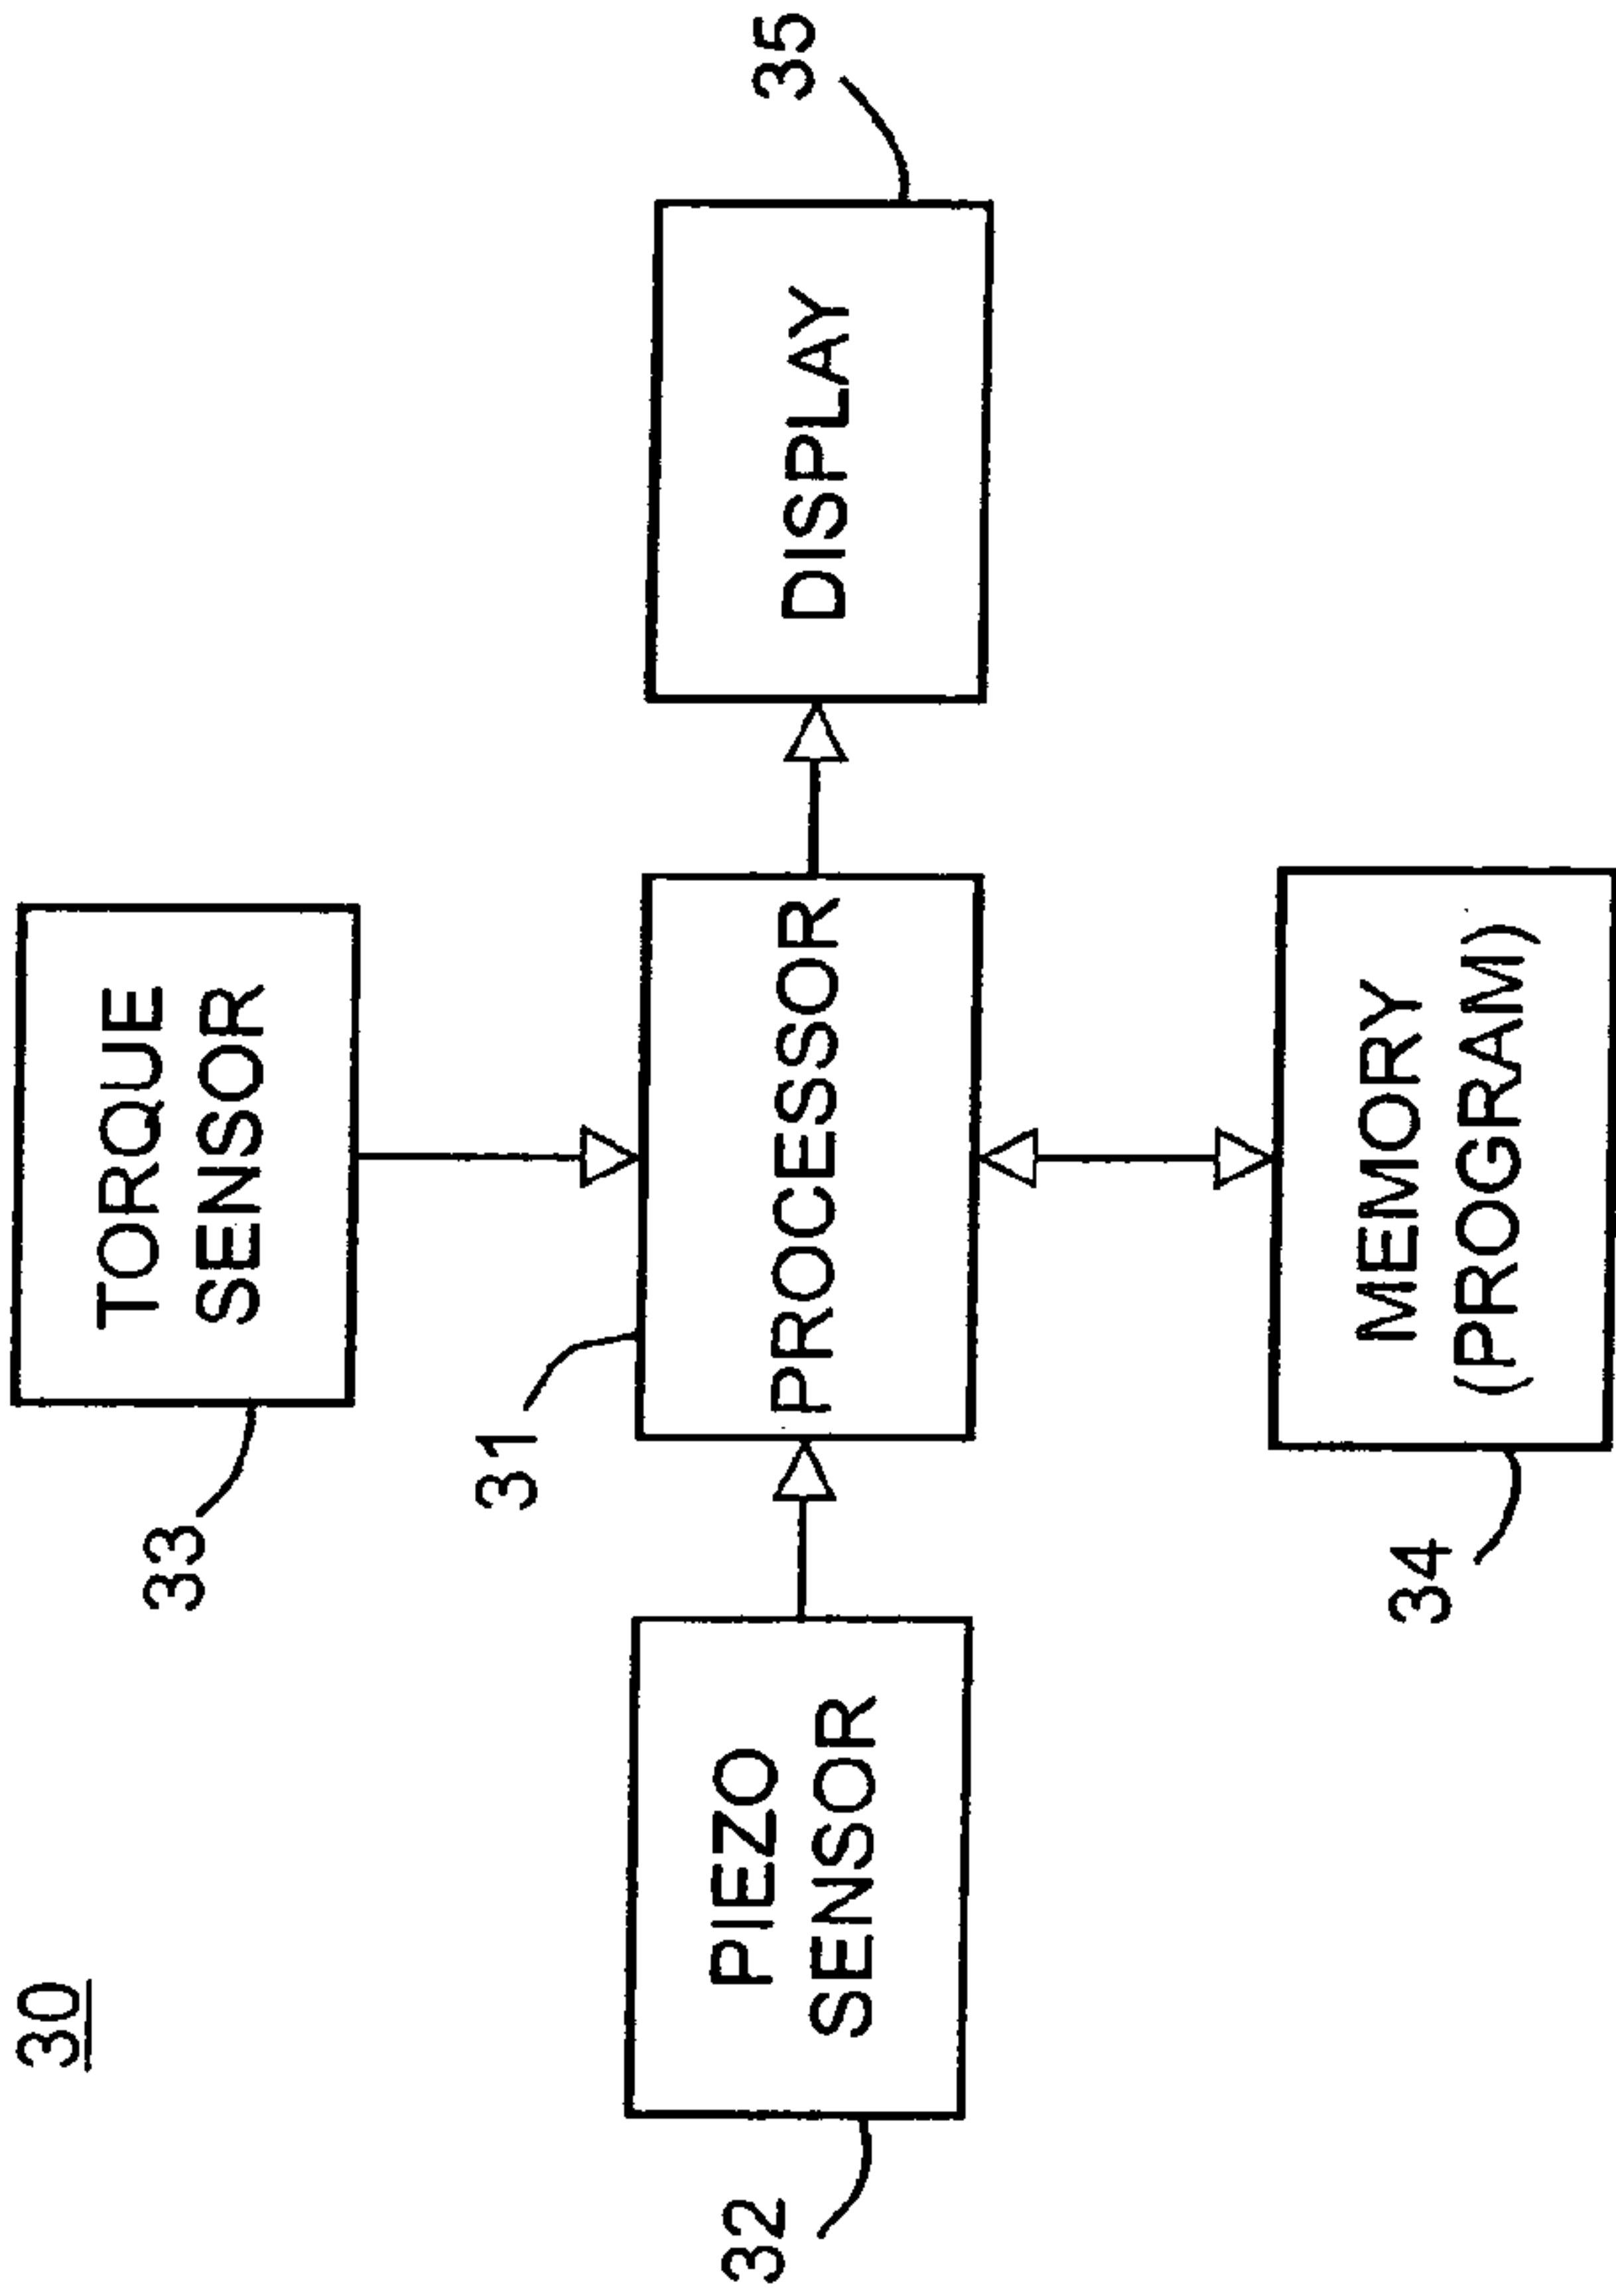 30
33
TORQUE
SENSOR
32
PIEZO
SENSOR
31
PROCESSOR
DISPLAY
35
34
MEMORY
(PROGRAM)